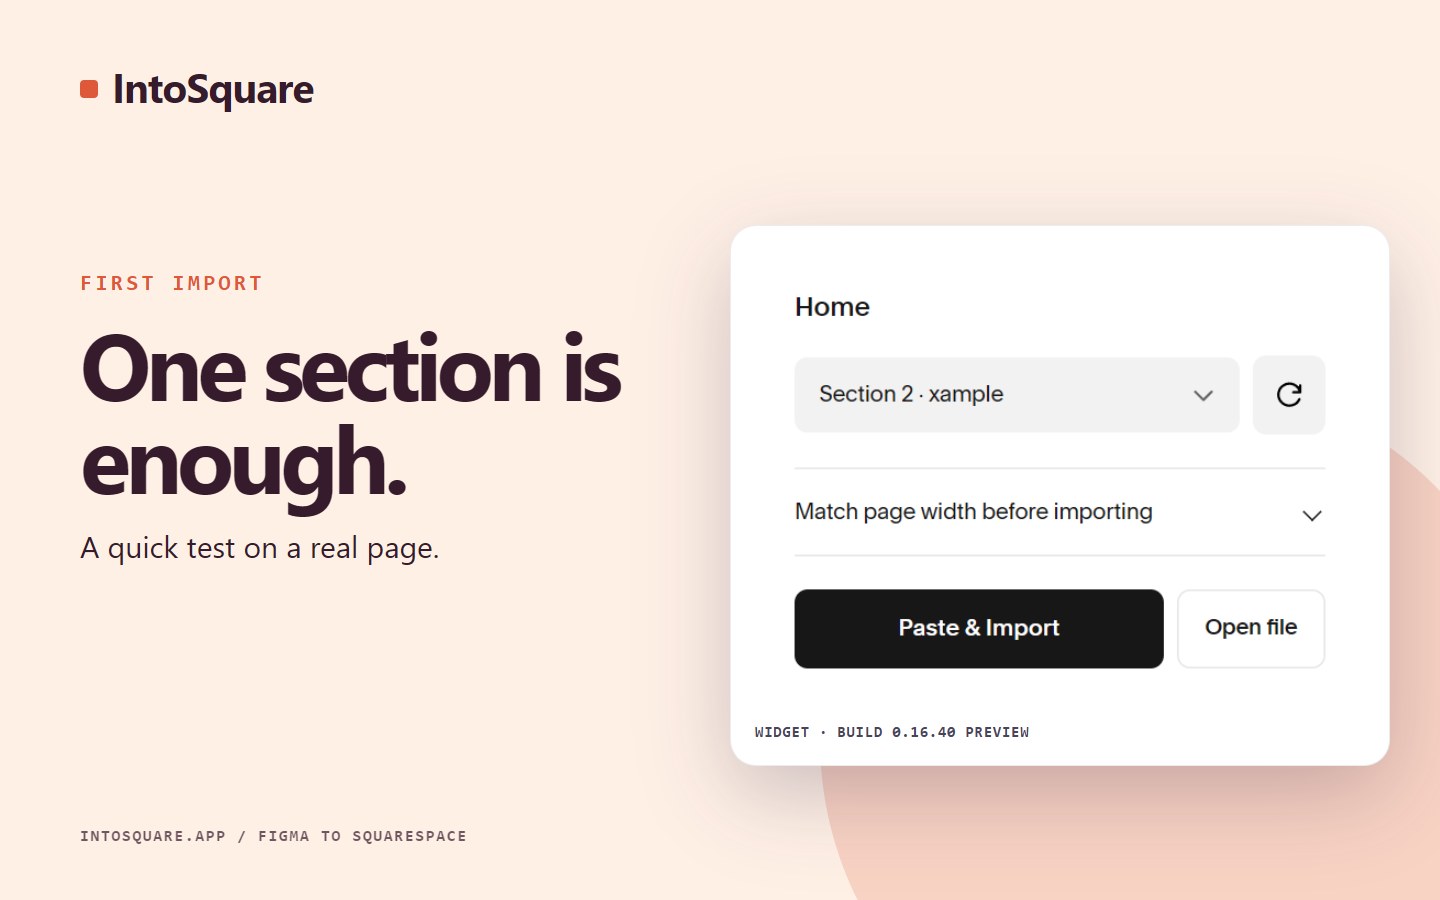 IntoSquare
FIRST IMPORT
One section is
enough.
A quick test on a real page.
Home
Section 2 · xample
Match page width before importing
Paste & Import
Open file
WIDGET · BUILD 0.16.40 PREVIEW
INTOSQUARE.APP / FIGMA TO SQUARESPACE